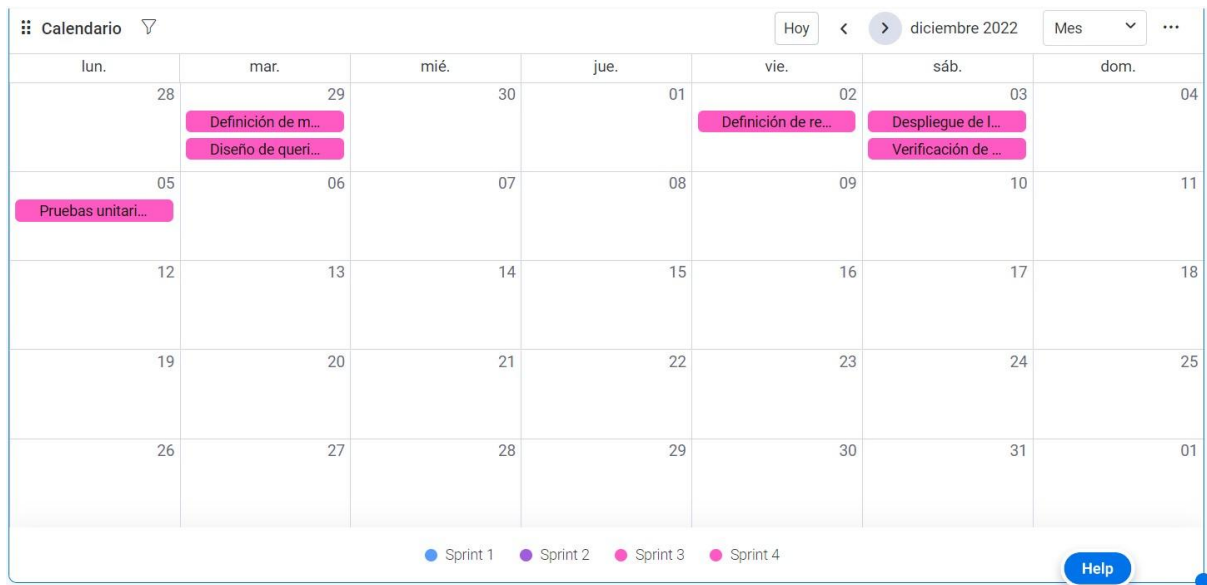 Calendario Hoy diciembre 2022 Mes
lun. mar. mié. jue. vie. sáb. dom.
28 29 30 01 02 03 04
Definición de m... Definición de re... Despliegue de l...
Diseño de queri... Verificación de ...
05 06 07 08 09 10 11
Pruebas unitari...
12 13 14 15 16 17 18
19 20 21 22 23 24 25
26 27 28 29 30 31 01
Sprint 1 Sprint 2 Sprint 3 Sprint 4
Help